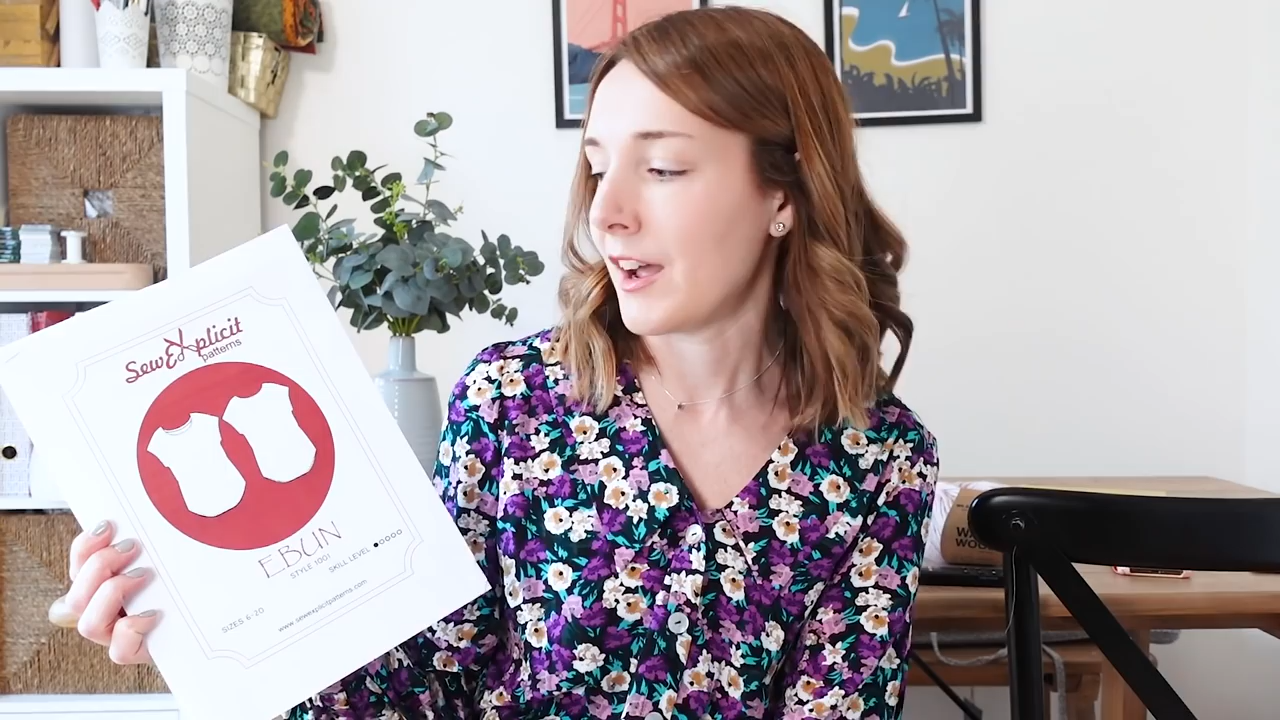 SewExplicit
patterns
EBUN
STYLE 1001
SKILL LEVEL
SIZES 6-20
www.sewexplicitpatterns.com